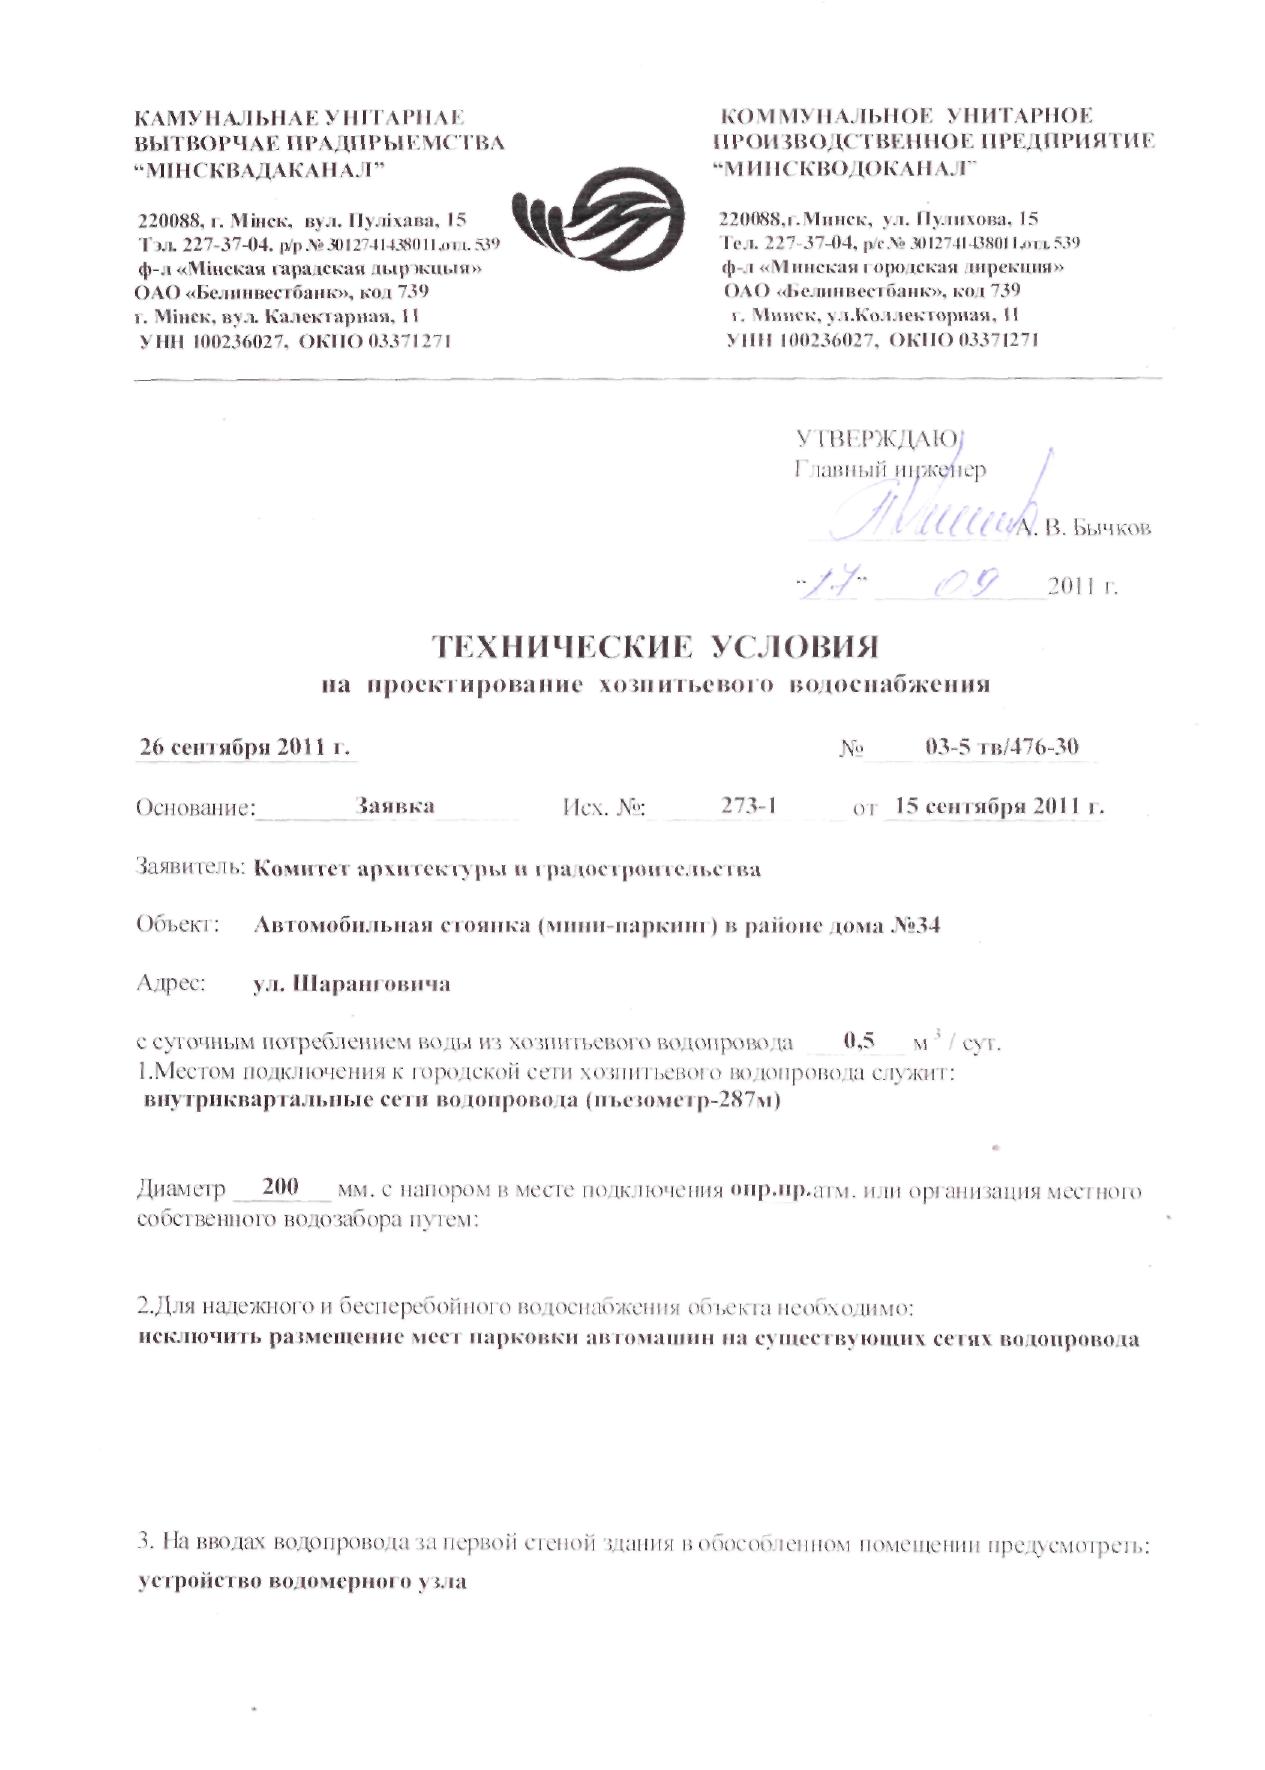 КАМУНАЛЬНАЕ УНІТАРНАЕ
ВЫТВОРЧАЕ ПРАДПРЫЕМСТВА
“МІНСКВАДАКАНАЛ”
220088, г. Мінск, вул. Пуліхава, 15
Тэл. 227-37-04, р/р.№ 3012741438011,отд. 539
ф-л «Мінская гарадская дырэкцыя»
ОАО «Белинвестбанк», код 739
г. Мінск, вул. Калектарная, 11
УНН 100236027, ОКПО 03371271
КОММУНАЛЬНОЕ УНИТАРНОЕ
ПРОИЗВОДСТВЕННОЕ ПРЕДПРИЯТИЕ
“МИНСКВОДОКАНАЛ”
220088,г.Минск, ул. Пулихова, 15
Тел. 227-37-04, р/с.№ 3012741438011,отд. 539
ф-л «Минская городская дирекция»
ОАО «Белинвестбанк», код 739
г. Минск, ул.Коллекторная, 11
УНН 100236027, ОКПО 03371271
УТВЕРЖДАЮ
Главный инженер
А. В. Бычков
“17” 09 2011 г.
ТЕХНИЧЕСКИЕ УСЛОВИЯ
на проектирование хозпитьевого водоснабжения
26 сентября 2011 г. № 03-5 тв/476-30
Основание: Заявка Исх. №: 273-1 от 15 сентября 2011 г.
Заявитель: Комитет архитектуры и градостроительства
Объект: Автомобильная стоянка (мини-паркинг) в районе дома №34
Адрес: ул. Шаранговича
с суточным потреблением воды из хозпитьевого водопровода 0,5 м³ / сут.
1.Местом подключения к городской сети хозпитьевого водопровода служит:
внутриквартальные сети водопровода (пъезометр-287м)
Диаметр 200 мм. с напором в месте подключения опр.пр.атм. или организация местного
собственного водозабора путем:
2.Для надежного и бесперебойного водоснабжения объекта необходимо:
исключить размещение мест парковки автомашин на существующих сетях водопровода
3. На вводах водопровода за первой стеной здания в обособленном помещении предусмотреть:
устройство водомерного узла